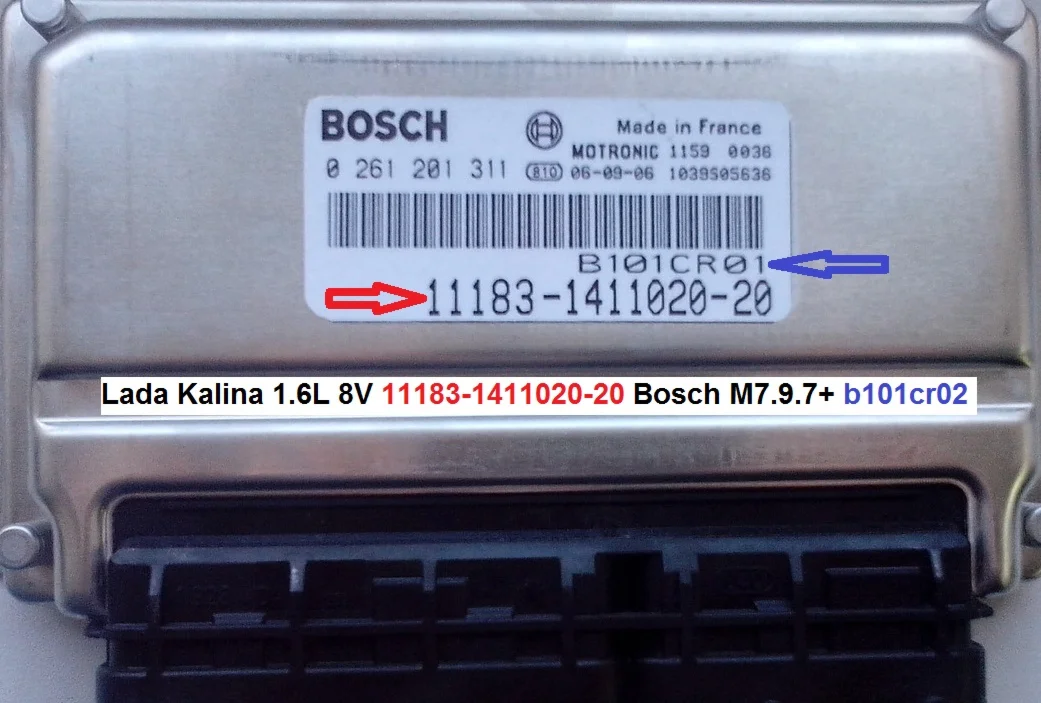 BOSCH
Made in France
MOTRONIC 1159 0036
0 261 201 311 810 06-09-06 1039S05636
B101CR01
11183-1411020-20
Lada Kalina 1.6L 8V 11183-1411020-20 Bosch M7.9.7+ b101cr02